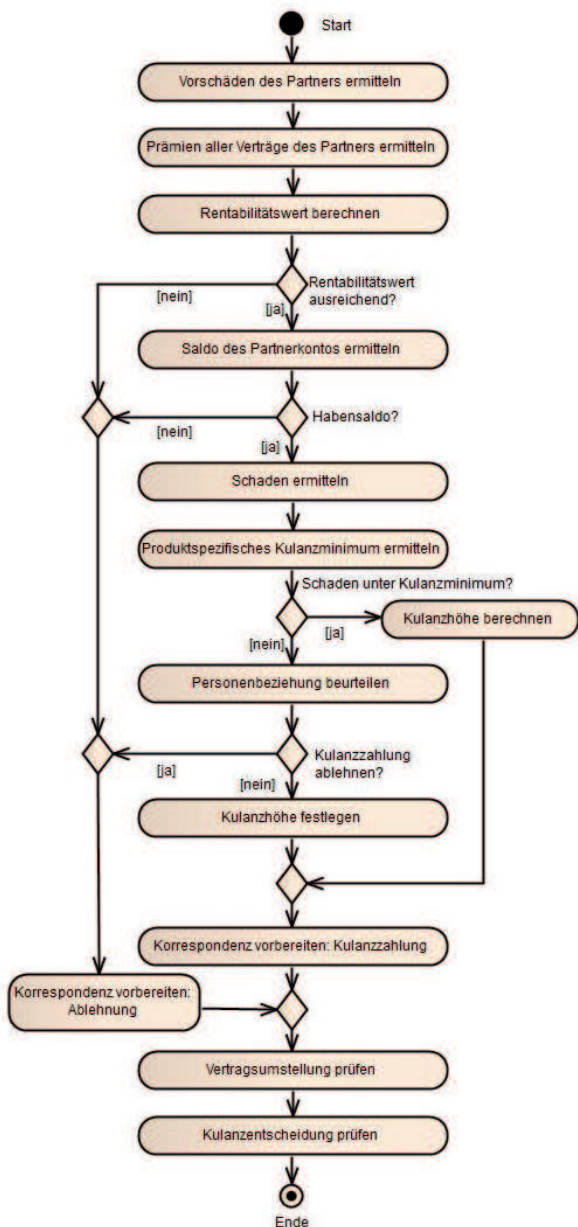 Start
Vorschäden des Partners ermitteln
Prämien aller Verträge des Partners ermitteln
Rentabilitätswert berechnen
Rentabilitätswert
ausreichend?
[nein]
[ja]
Saldo des Partnerkontos ermitteln
Habensaldo?
[nein]
[ja]
Schaden ermitteln
Produktspezifisches Kulanzminimum ermitteln
Schaden unter Kulanzminimum?
[ja]
Kulanzhöhe berechnen
[nein]
Personenbeziehung beurteilen
Kulanzzahlung
ablehnen?
[ja]
[nein]
Kulanzhöhe festlegen
Korrespondenz vorbereiten: Kulanzzahlung
Korrespondenz vorbereiten:
Ablehnung
Vertragsumstellung prüfen
Kulanzentscheidung prüfen
Ende